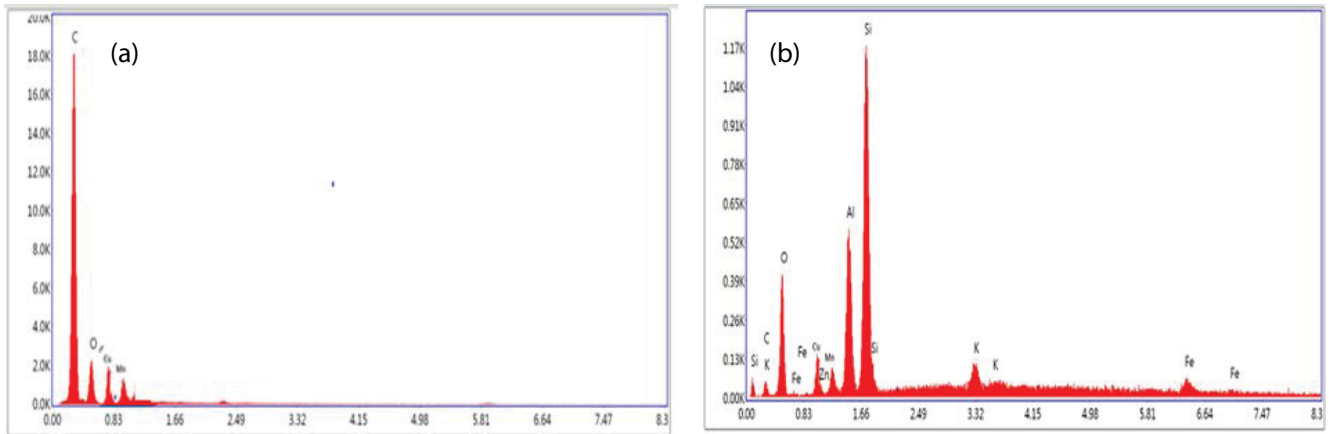 (a)
20.0K
18.0K
16.0K
14.0K
12.0K
10.0K
8.0K
6.0K
4.0K
2.0K
0.0K
C
O
Cu
Mn
0.00 0.83 1.66 2.49 3.32 4.15 4.98 5.81 6.64 7.47 8.3
(b)
1.17K
1.04K
0.91K
0.78K
0.65K
0.52K
0.39K
0.26K
0.13K
0.00K
Si
Al
O
C
K
Si
Fe
Fe
Cu
Zn
Mn
Si
K
K
Fe
Fe
0.00 0.83 1.66 2.49 3.32 4.15 4.98 5.81 6.64 7.47 8.3